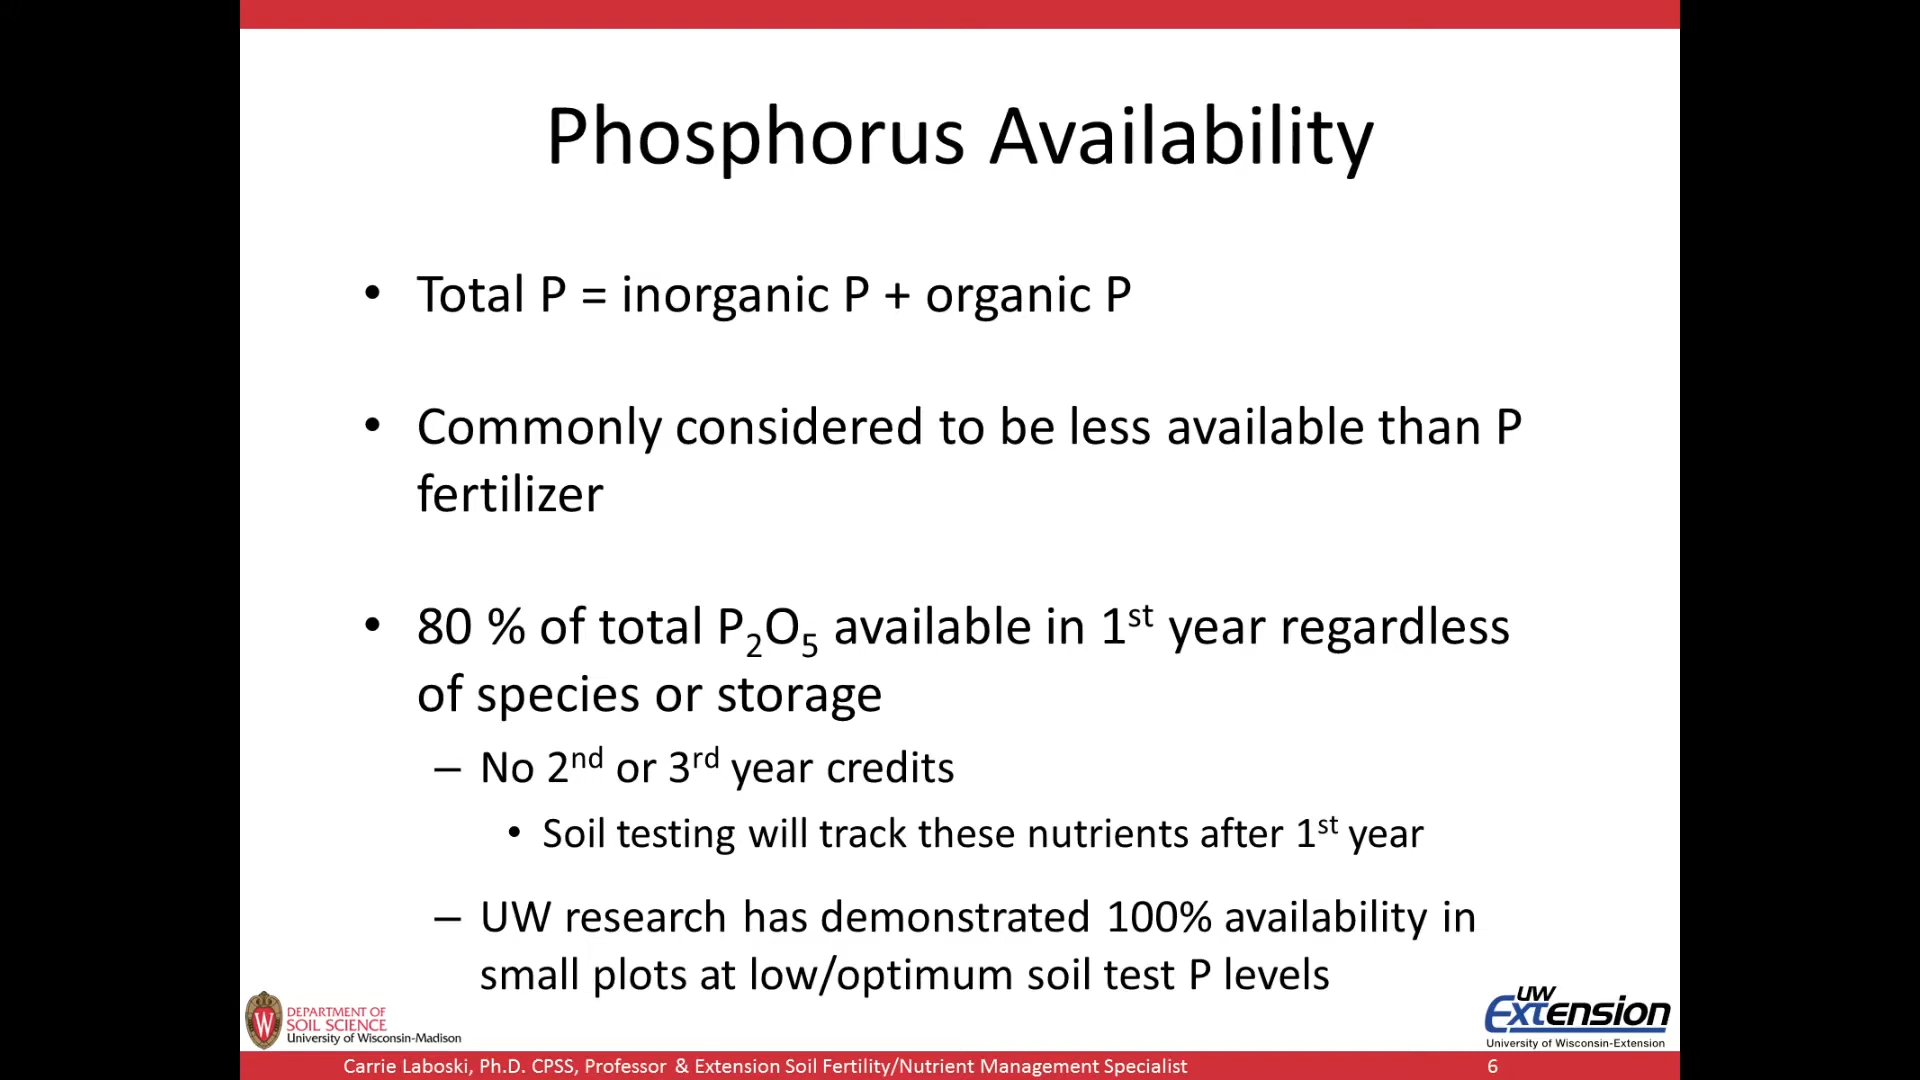 Phosphorus Availability
• Total P = inorganic P + organic P
• Commonly considered to be less available than P
fertilizer
• 80 % of total P₂O₅ available in 1ˢᵗ year regardless
of species or storage
– No 2ⁿᵈ or 3ʳᵈ year credits
• Soil testing will track these nutrients after 1ˢᵗ year
– UW research has demonstrated 100% availability in
small plots at low/optimum soil test P levels
W
DEPARTMENT OF
SOIL SCIENCE
University of Wisconsin-Madison
UW
Extension
University of Wisconsin-Extension
Carrie Laboski, Ph.D. CPSS, Professor & Extension Soil Fertility/Nutrient Management Specialist
6